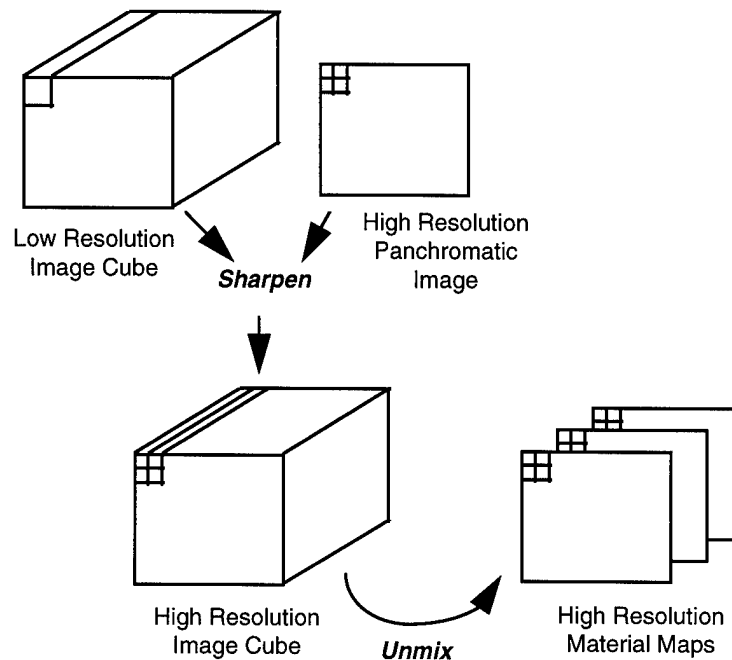 Low Resolution
Image Cube
High Resolution
Panchromatic
Image
Sharpen
High Resolution
Image Cube
Unmix
High Resolution
Material Maps